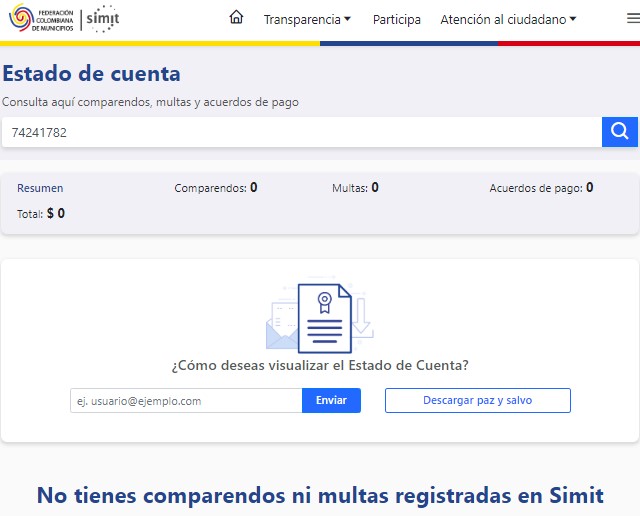 FEDERACIÓN
COLOMBIANA
DE MUNICIPIOS
simit
Transparencia Participa Atención al ciudadano
Estado de cuenta
Consulta aquí comparendos, multas y acuerdos de pago
74241782
Resumen Comparendos: 0 Multas: 0 Acuerdos de pago: 0
Total: $ 0
¿Cómo deseas visualizar el Estado de Cuenta?
ej. usuario@ejemplo.com Enviar Descargar paz y salvo
No tienes comparendos ni multas registradas en Simit